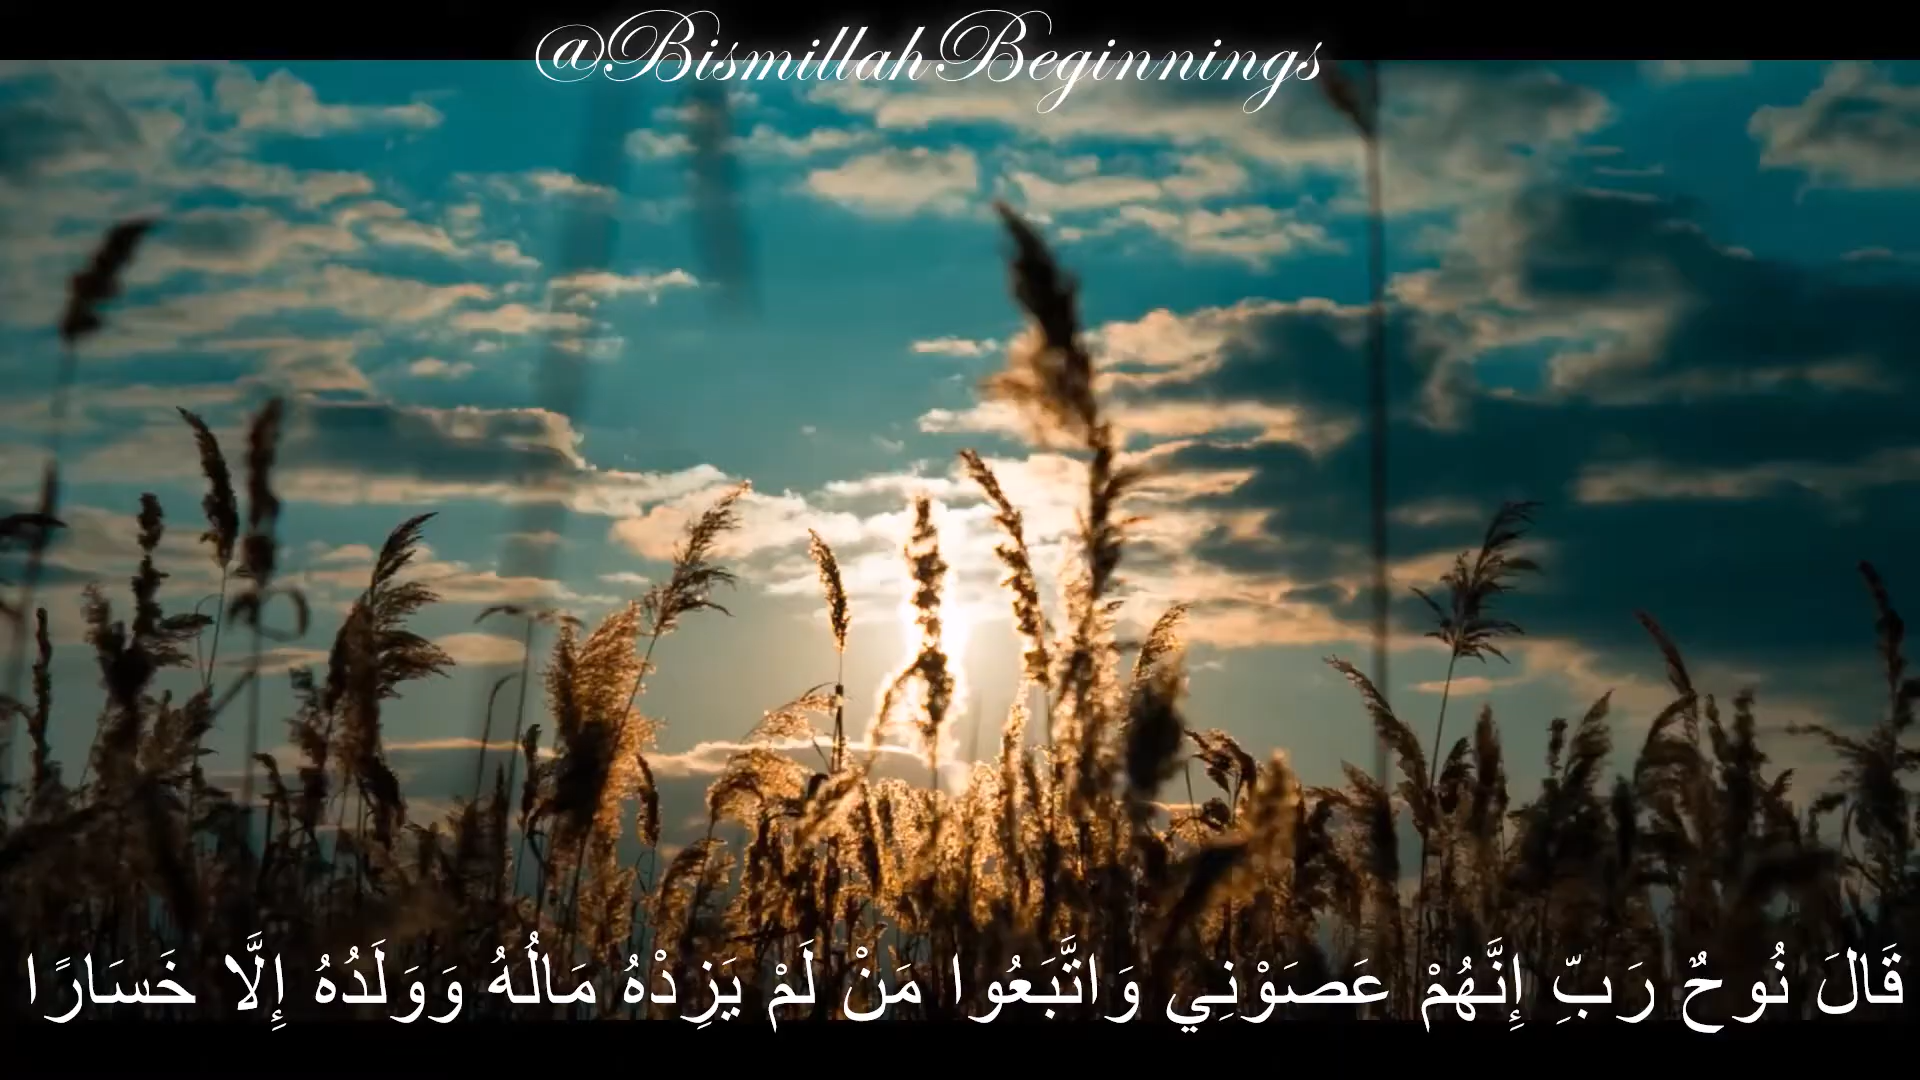 @BismillahBeginnings
قَالَ نُوحٌ رَبِّ إِنَّهُمْ عَصَوْنِي وَاتَّبَعُوا مَنْ لَمْ يَزِدْهُ مَالُهُ وَوَلَدُهُ إِلَّا خَسَارًا